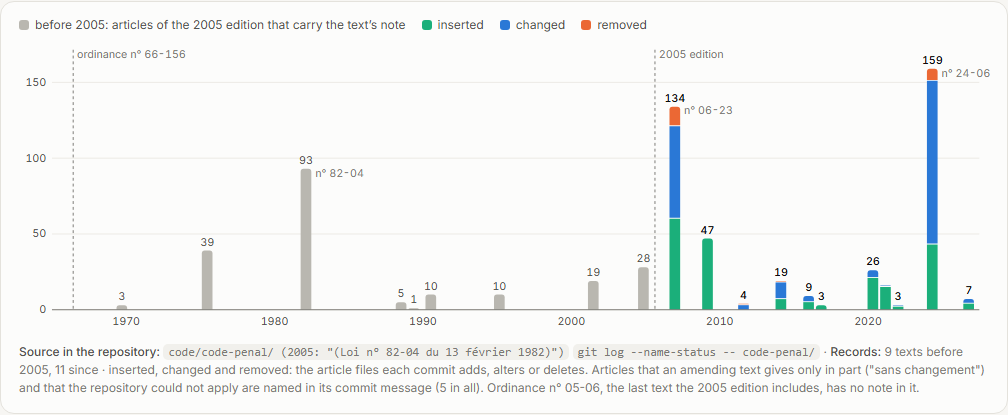 before 2005: articles of the 2005 edition that carry the text's note inserted changed removed
ordinance n° 66-156
2005 edition
159
n° 24-06
150
134
n° 06-23
100
93
n° 82-04
50
47
39
28
26
19
19
10
10
9
7
5
4
3
3
3
1
0
1970 1980 1990 2000 2010 2020
Source in the repository: code/code-penal/ (2005: "(Loi n° 82-04 du 13 février 1982)") git log --name-status -- code-penal/ · Records: 9 texts before
2005, 11 since · inserted, changed and removed: the article files each commit adds, alters or deletes. Articles that an amending text gives only in part ("sans changement")
and that the repository could not apply are named in its commit message (5 in all). Ordinance n° 05-06, the last text the 2005 edition includes, has no note in it.